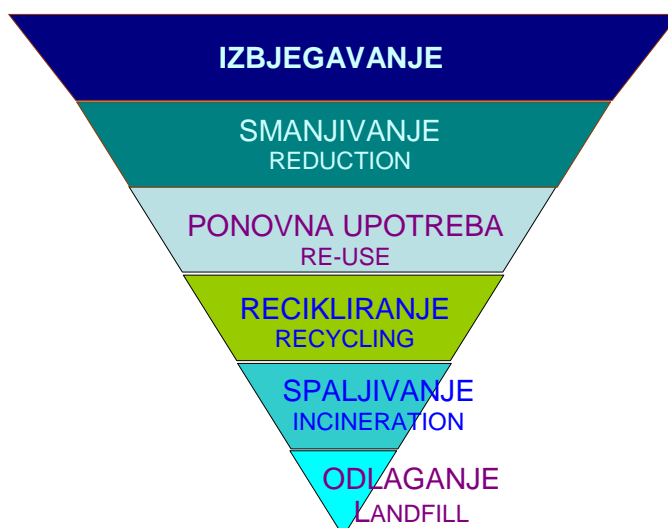 IZBJEGAVANJE
SMANJIVANJE
REDUCTION
PONOVNA UPOTREBA
RE-USE
RECIKLIRANJE
RECYCLING
SPALJIVANJE
INCINERATION
ODLAGANJE
LANDFILL